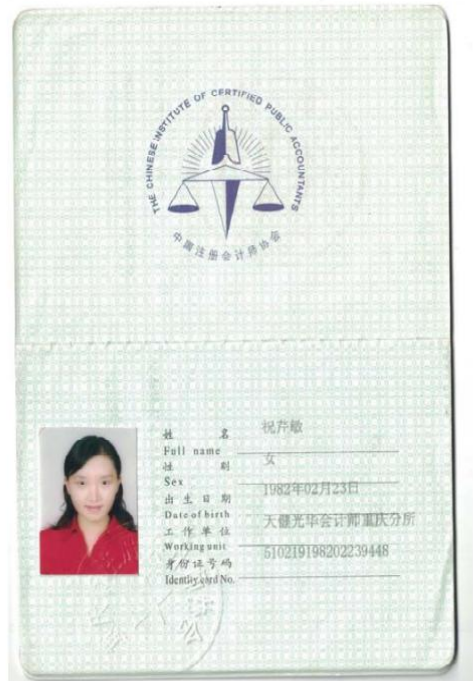 THE CHINESE INSTITUTE OF CERTIFIED PUBLIC ACCOUNTANTS
中国注册会计师协会
姓 名 祝芹敏
Full name
性 别 女
Sex
出 生 日 期 1982年02月23日
Date of birth
工 作 单 位 天健光华会计师重庆分所
Working unit
身份证号码 510219198202239448
Identity card No.